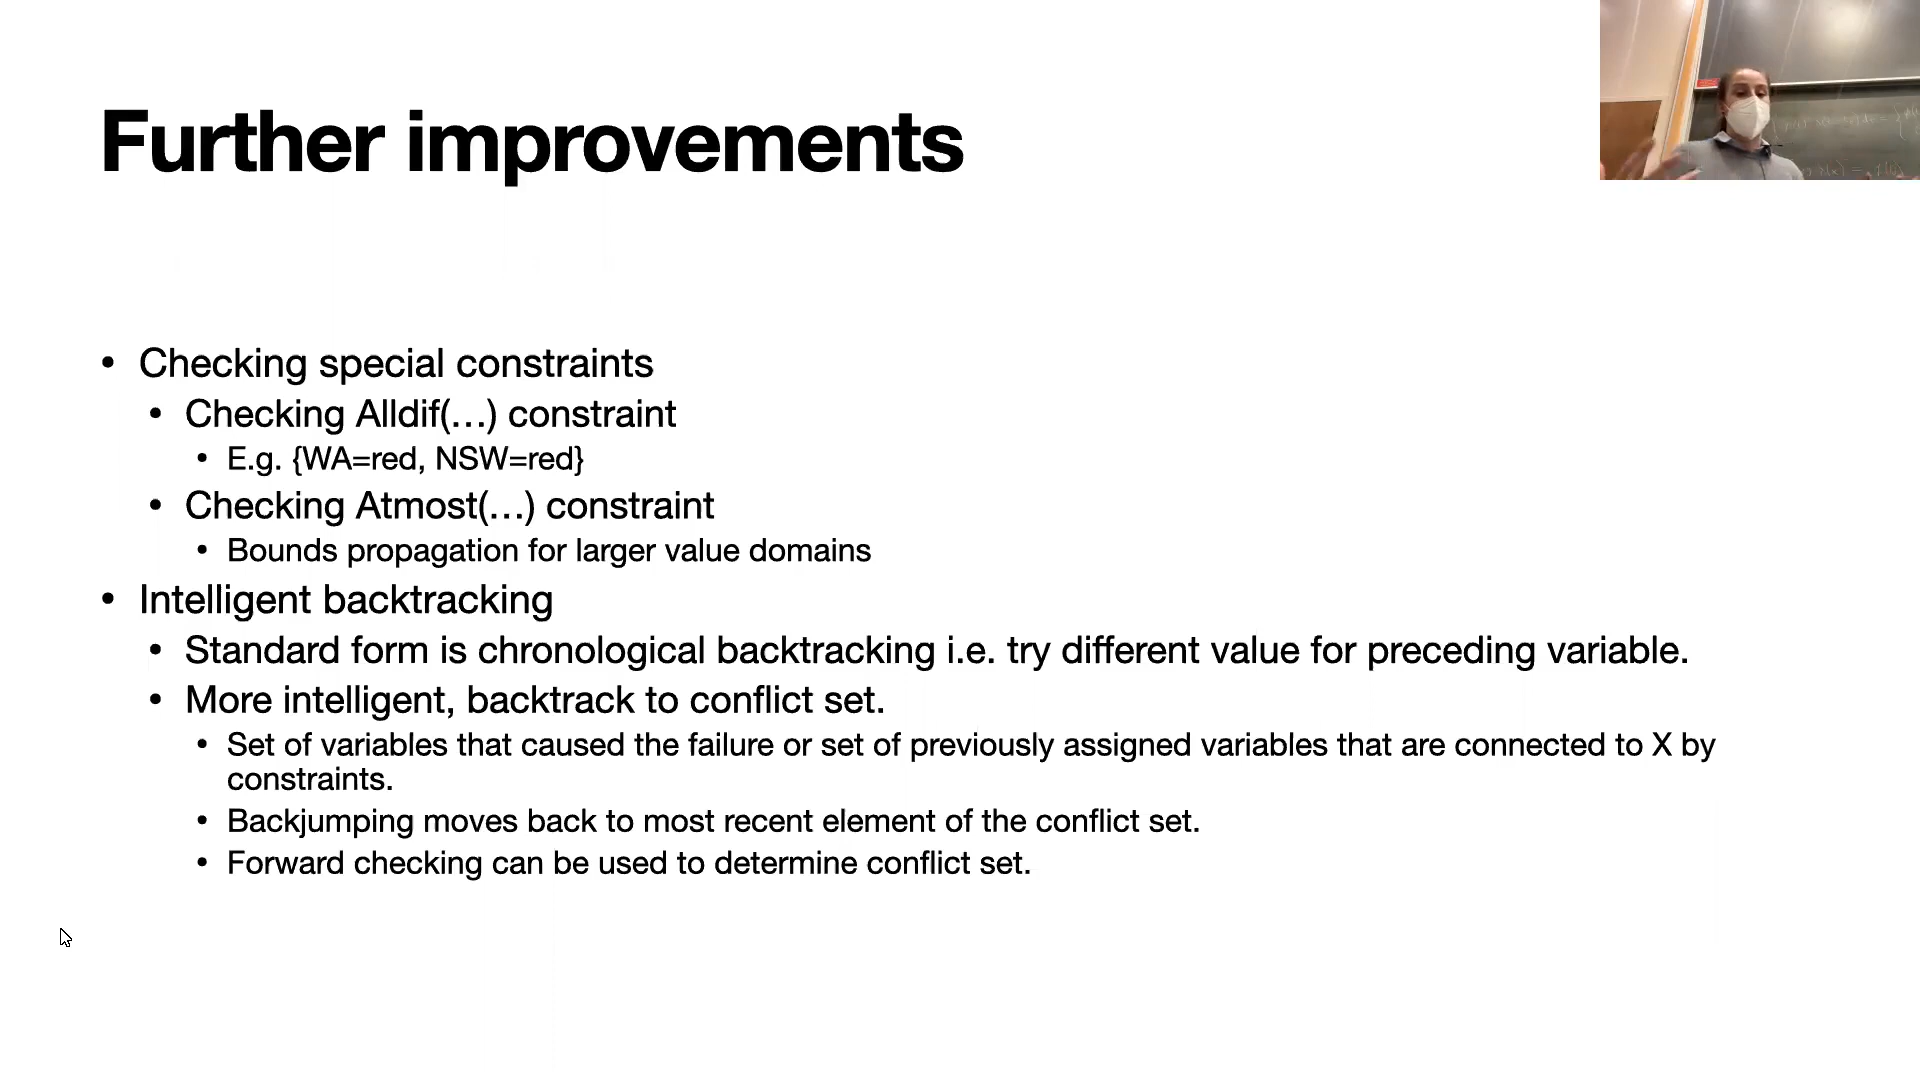 Further improvements
• Checking special constraints
• Checking Alldif(…) constraint
• E.g. {WA=red, NSW=red}
• Checking Atmost(…) constraint
• Bounds propagation for larger value domains
• Intelligent backtracking
• Standard form is chronological backtracking i.e. try different value for preceding variable.
• More intelligent, backtrack to conflict set.
• Set of variables that caused the failure or set of previously assigned variables that are connected to X by
constraints.
• Backjumping moves back to most recent element of the conflict set.
• Forward checking can be used to determine conflict set.